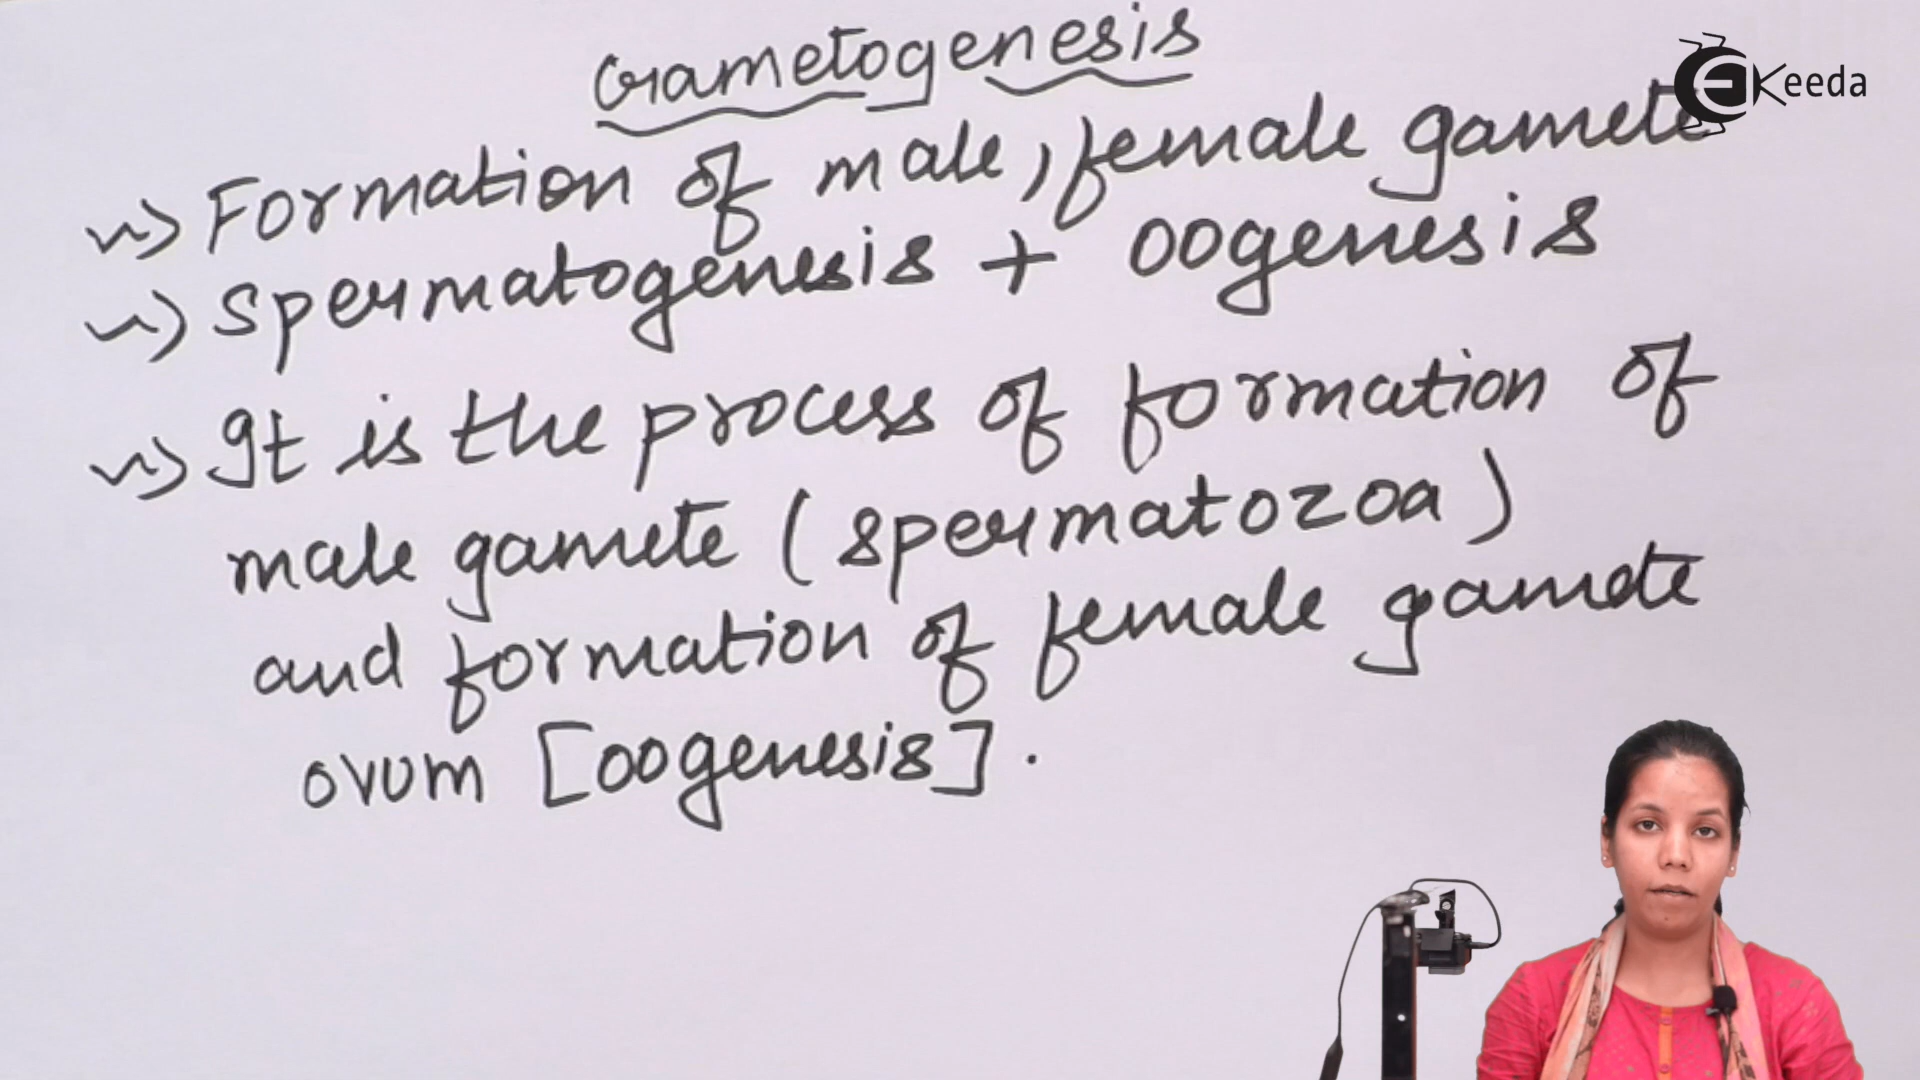 Gametogenesis
Keeda
Formation of male, female gamete
Spermatogenesis + oogenesis
It is the process of formation of
male gamete (spermatozoa)
and formation of female gamete
ovum [oogenesis].